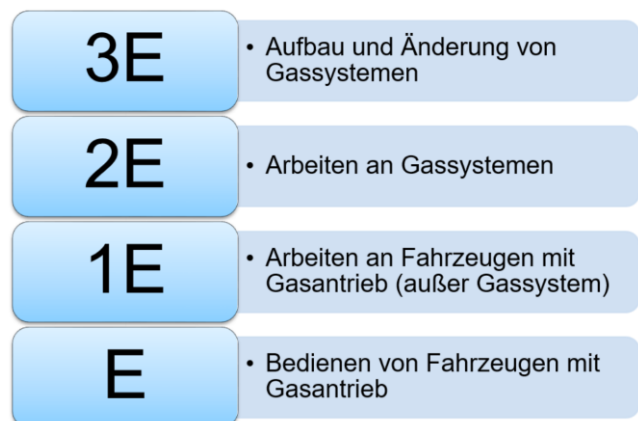 3E
• Aufbau und Änderung von
Gassystemen
2E
• Arbeiten an Gassystemen
1E
• Arbeiten an Fahrzeugen mit
Gasantrieb (außer Gassystem)
E
• Bedienen von Fahrzeugen mit
Gasantrieb